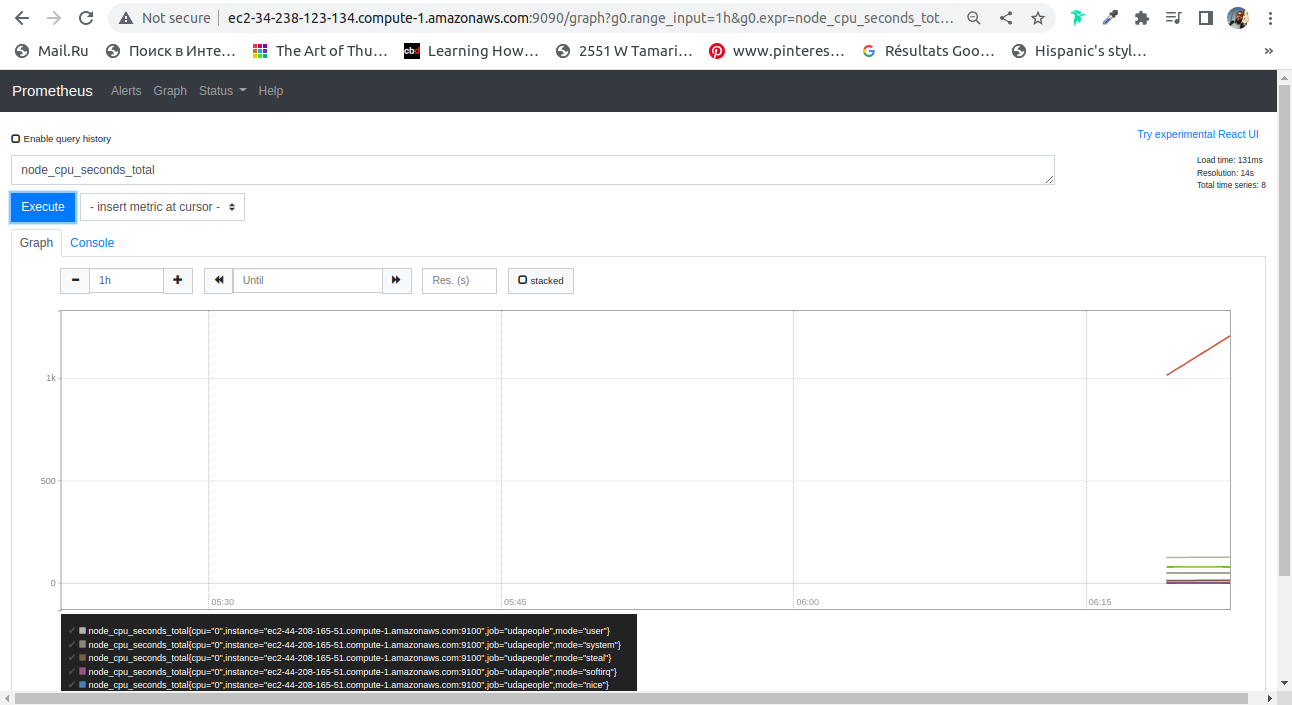 Not secure | ec2-34-238-123-134.compute-1.amazonaws.com:9090/graph?g0.range_input=1h&g0.expr=node_cpu_seconds_tot...
Mail.Ru Поиск в Инте... The Art of Thu... cbd Learning How... 2551 W Tamari... www.pinteres... Résultats Goo... Hispanic's styl... »
Prometheus Alerts Graph Status Help
Enable query history
Try experimental React UI
node_cpu_seconds_total
Load time: 131ms
Resolution: 14s
Total time series: 8
Execute - insert metric at cursor -
Graph Console
− 1h + Until Res. (s) stacked
1k
500
0
05:30 05:45 06:00 06:15
✓ node_cpu_seconds_total{cpu="0",instance="ec2-44-208-165-51.compute-1.amazonaws.com:9100",job="udapeople",mode="user"}
✓ node_cpu_seconds_total{cpu="0",instance="ec2-44-208-165-51.compute-1.amazonaws.com:9100",job="udapeople",mode="system"}
✓ node_cpu_seconds_total{cpu="0",instance="ec2-44-208-165-51.compute-1.amazonaws.com:9100",job="udapeople",mode="steal"}
✓ node_cpu_seconds_total{cpu="0",instance="ec2-44-208-165-51.compute-1.amazonaws.com:9100",job="udapeople",mode="softirq"}
✓ node_cpu_seconds_total{cpu="0",instance="ec2-44-208-165-51.compute-1.amazonaws.com:9100",job="udapeople",mode="nice"}